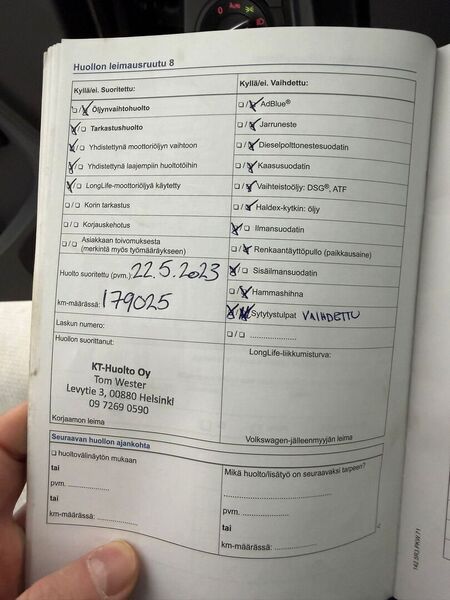 Huollon leimausruutu 8
Kyllä/ei. Suoritettu:
Öljynvaihtohuolto
Tarkastushuolto
Yhdistettynä moottoriöljyn vaihtoon
Yhdistettynä laajempiin huoltotöihin
LongLife-moottoriöljyä käytetty
Korin tarkastus
Korjauskehotus
Asiakkaan toivomuksesta
(merkintä myös työmääräykseen)
Huolto suoritettu (pvm.): 22.5.2023
km-määrässä: 179025
Laskun numero:
Huollon suorittanut:
KT-Huolto Oy
Tom Wester
Levytie 3, 00880 Helsinki
09 7269 0590
Korjaamon leima
Kyllä/ei. Vaihdettu:
AdBlue®
Jarruneste
Dieselpolttonestesuodatin
Kaasusuodatin
Vaihteistoöljy: DSG®, ATF
Haldex-kytkin: öljy
Ilmansuodatin
Renkaantäyttöpullo (paikkausaine)
Sisäilmansuodatin
Hammashihna
Sytytystulpat VAIHDETTU
LongLife-liikkumisturva:
Volkswagen-jälleenmyyjän leima
Seuraavan huollon ajankohta
huoltovälinäytön mukaan
tai
pvm. ..................
tai
km-määrässä: ..................
Mikä huolto/lisätyö on seuraavaksi tarpeen?
pvm. ..................
tai
km-määrässä: ..................